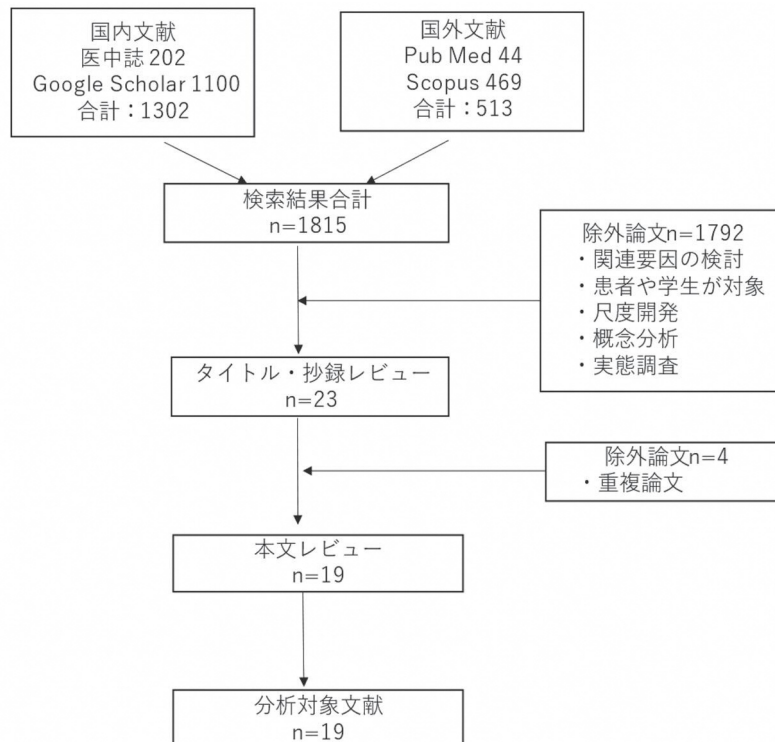 国内文献
医中誌 202
Google Scholar 1100
合計：1302
国外文献
Pub Med 44
Scopus 469
合計：513
検索結果合計
n=1815
除外論文n=1792
・関連要因の検討
・患者や学生が対象
・尺度開発
・概念分析
・実態調査
タイトル・抄録レビュー
n=23
除外論文n=4
・重複論文
本文レビュー
n=19
分析対象文献
n=19